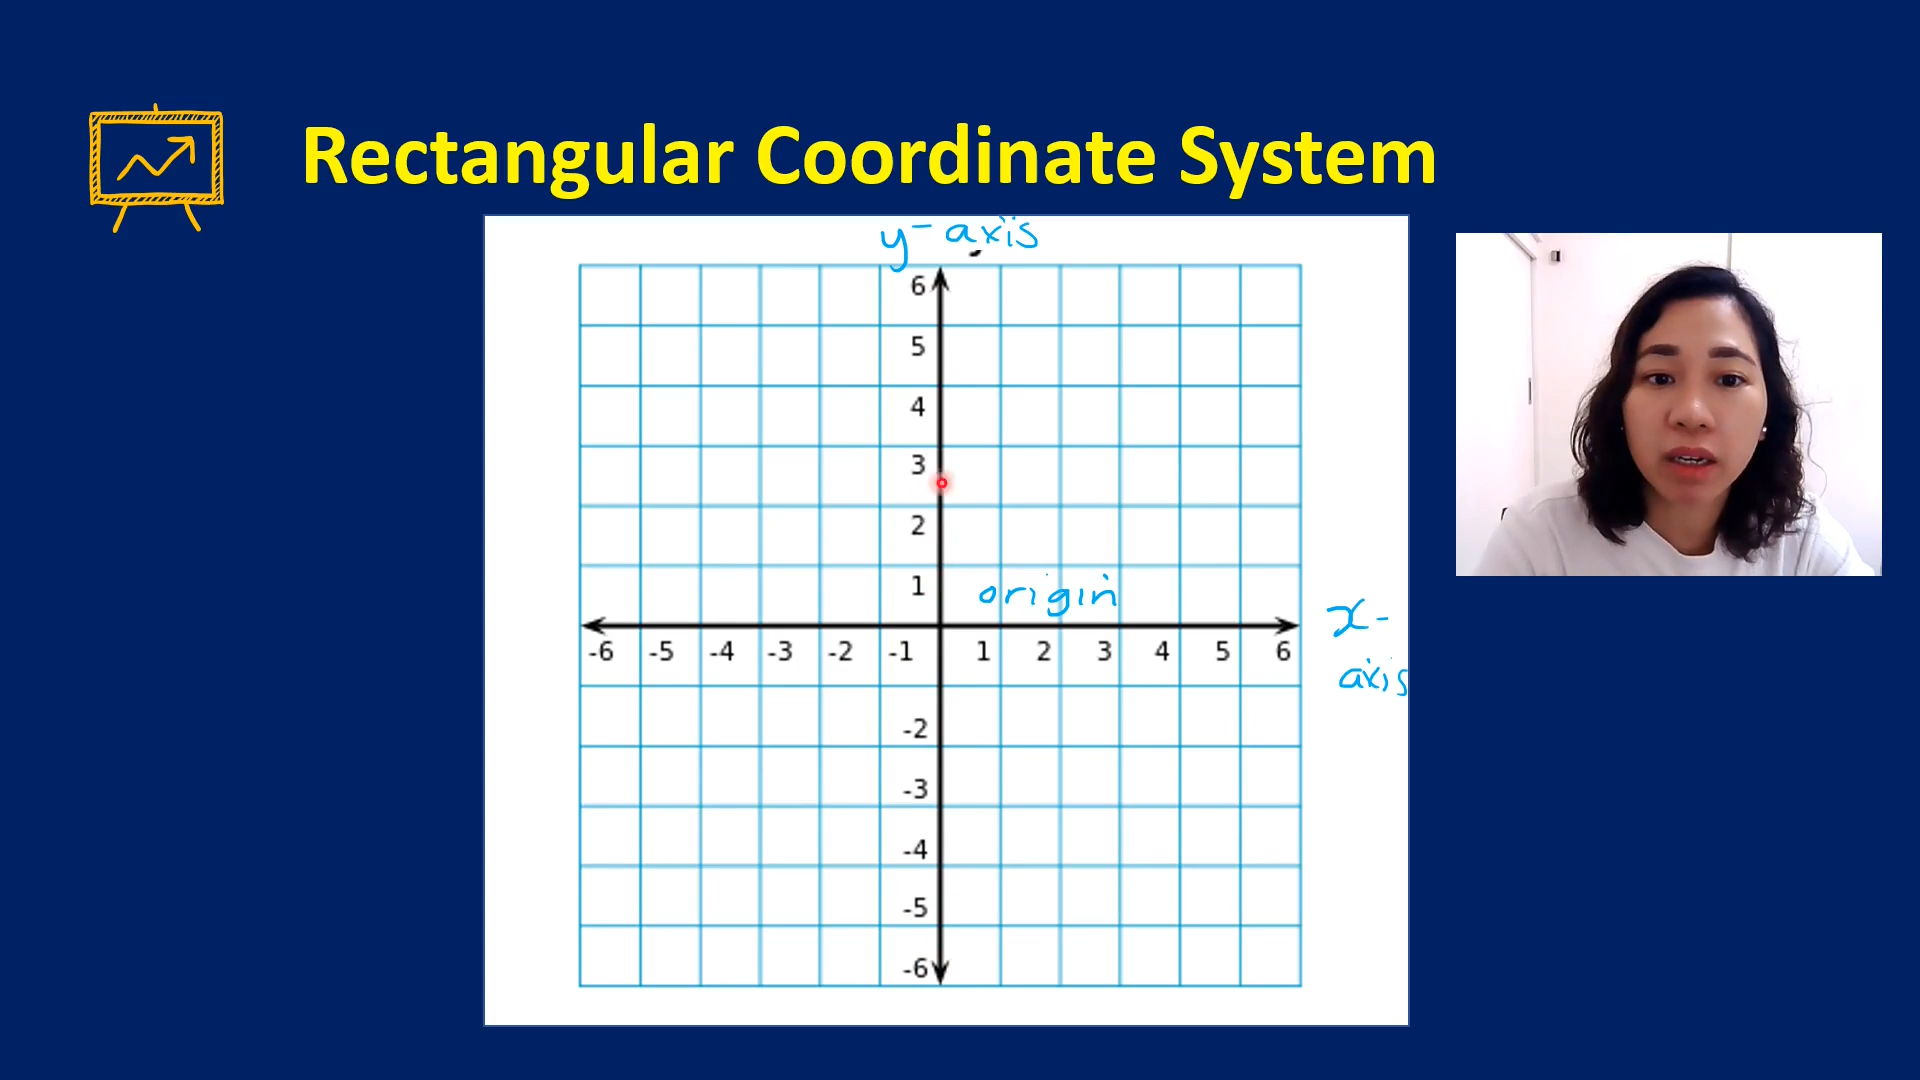 Rectangular Coordinate System
y-axis
6
5
4
3
2
1
origin
x-
axis
-6 -5 -4 -3 -2 -1 1 2 3 4 5 6
-2
-3
-4
-5
-6